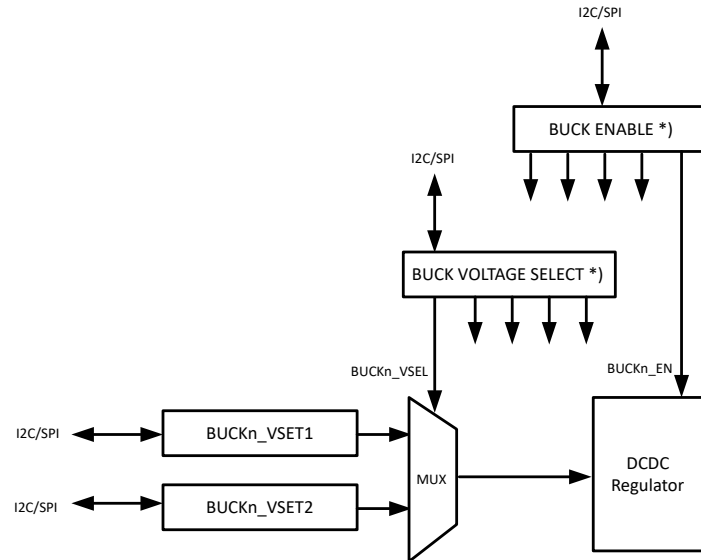 I2C/SPI
BUCK ENABLE *)
I2C/SPI
BUCK VOLTAGE SELECT *)
BUCKn_VSEL
BUCKn_EN
I2C/SPI
BUCKn_VSET1
MUX
DCDC
Regulator
I2C/SPI
BUCKn_VSET2